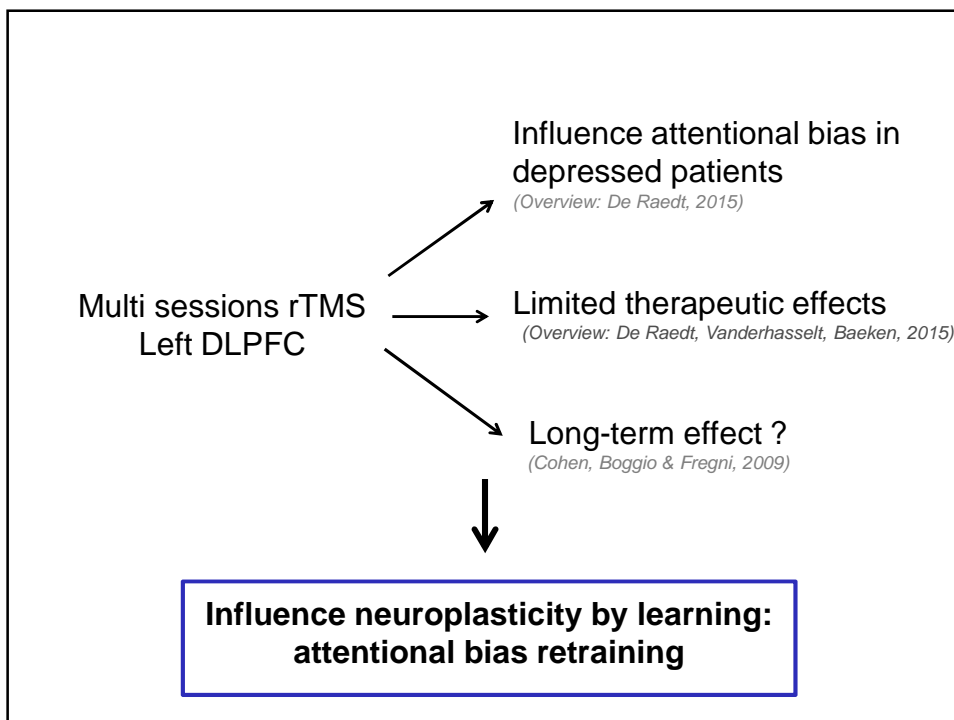 Influence attentional bias in
depressed patients
(Overview: De Raedt, 2015)
Multi sessions rTMS
Left DLPFC
Limited therapeutic effects
(Overview: De Raedt, Vanderhasselt, Baeken, 2015)
Long-term effect ?
(Cohen, Boggio & Fregni, 2009)
Influence neuroplasticity by learning:
attentional bias retraining